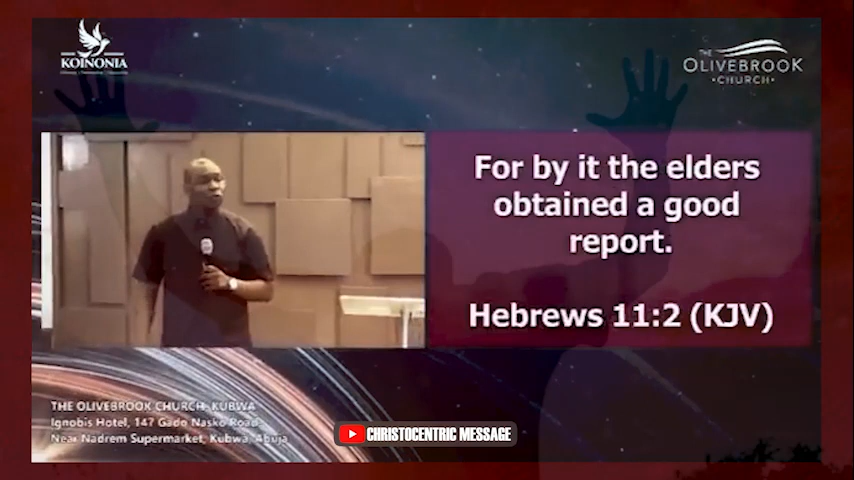 KOINONIA
THE
OLIVEBROOK
•CHURCH•
For by it the elders
obtained a good
report.
Hebrews 11:2 (KJV)
THE OLIVEBROOK CHURCH, KUBWA
Ignobis Hotel, 147 Gado Nasko Road,
Near Nadrem Supermarket, Kubwa, Abuja
CHRISTOCENTRIC MESSAGE